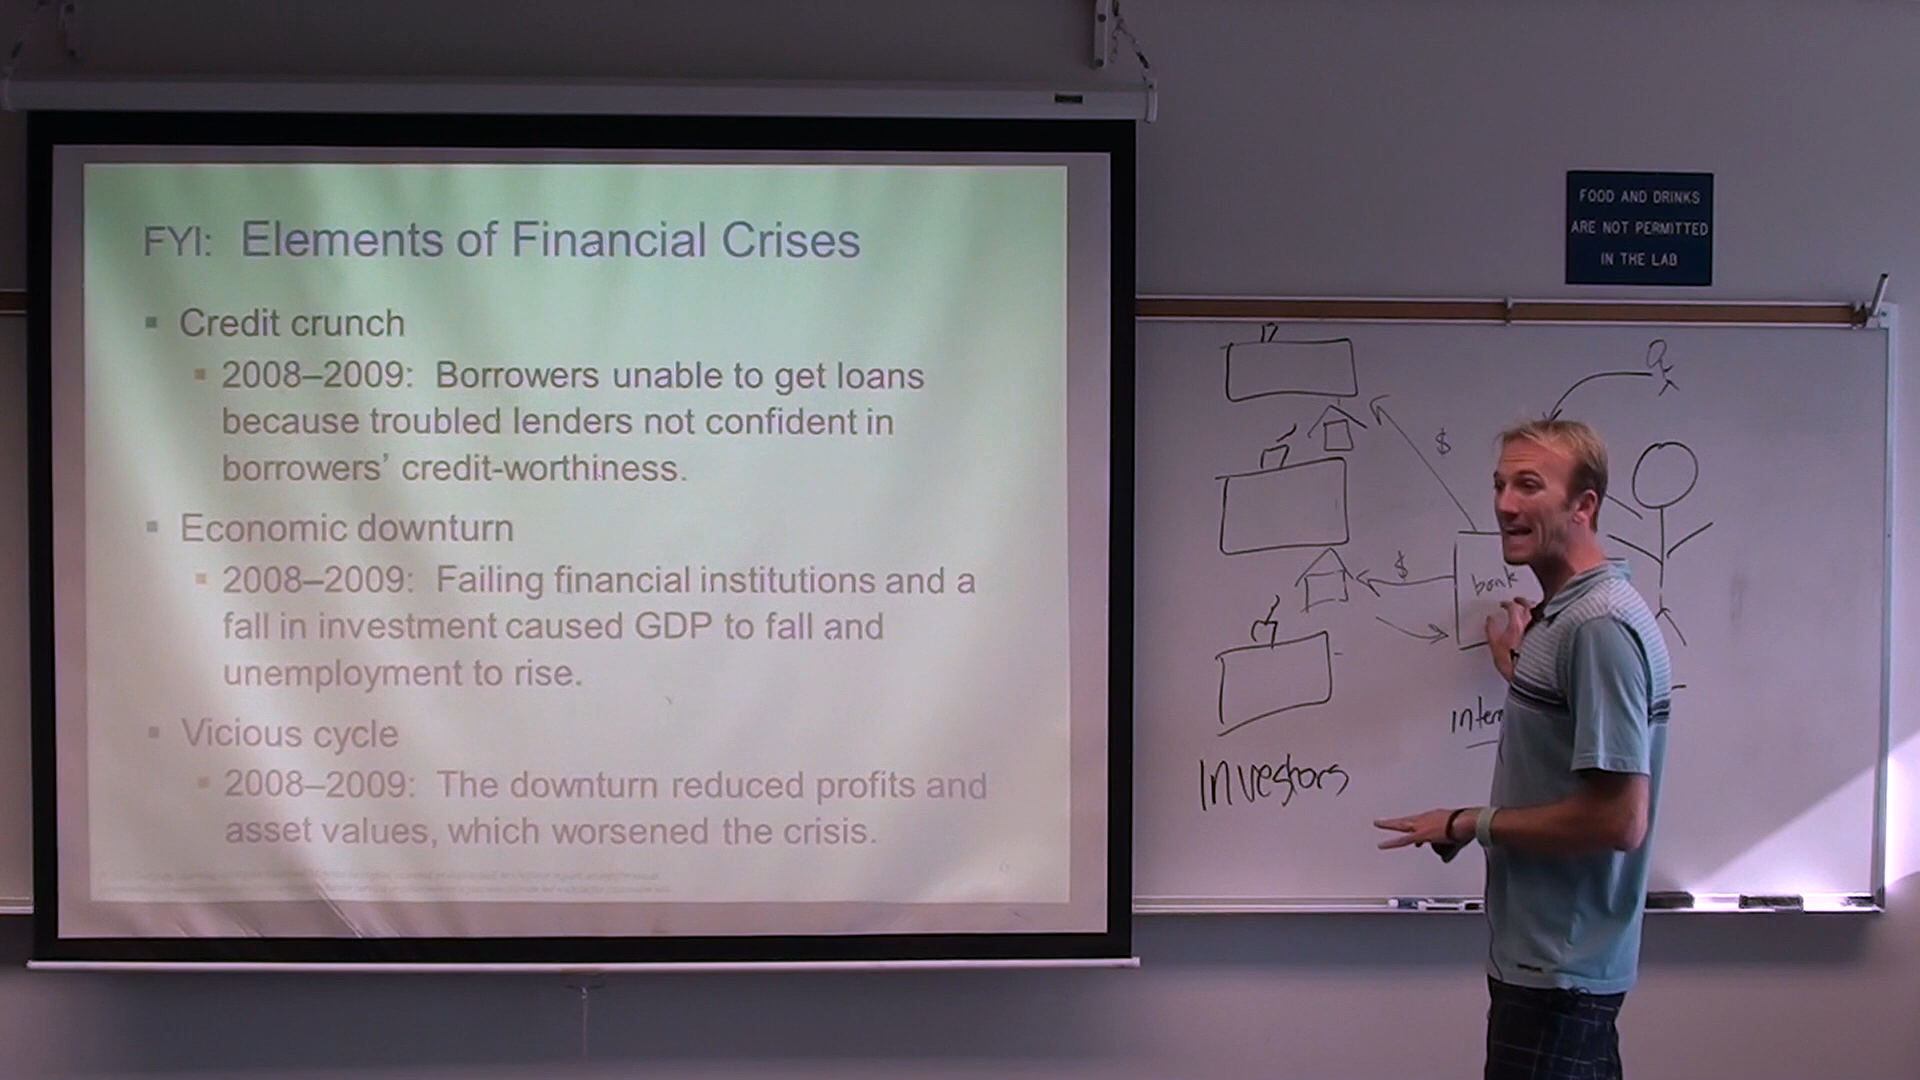 FYI: Elements of Financial Crises
▪ Credit crunch
▪ 2008–2009: Borrowers unable to get loans
because troubled lenders not confident in
borrowers’ credit-worthiness.
▪ Economic downturn
▪ 2008–2009: Failing financial institutions and a
fall in investment caused GDP to fall and
unemployment to rise.
▪ Vicious cycle
▪ 2008–2009: The downturn reduced profits and
asset values, which worsened the crisis.
FOOD AND DRINKS
ARE NOT PERMITTED
IN THE LAB
$
$
bank
inter
Investors